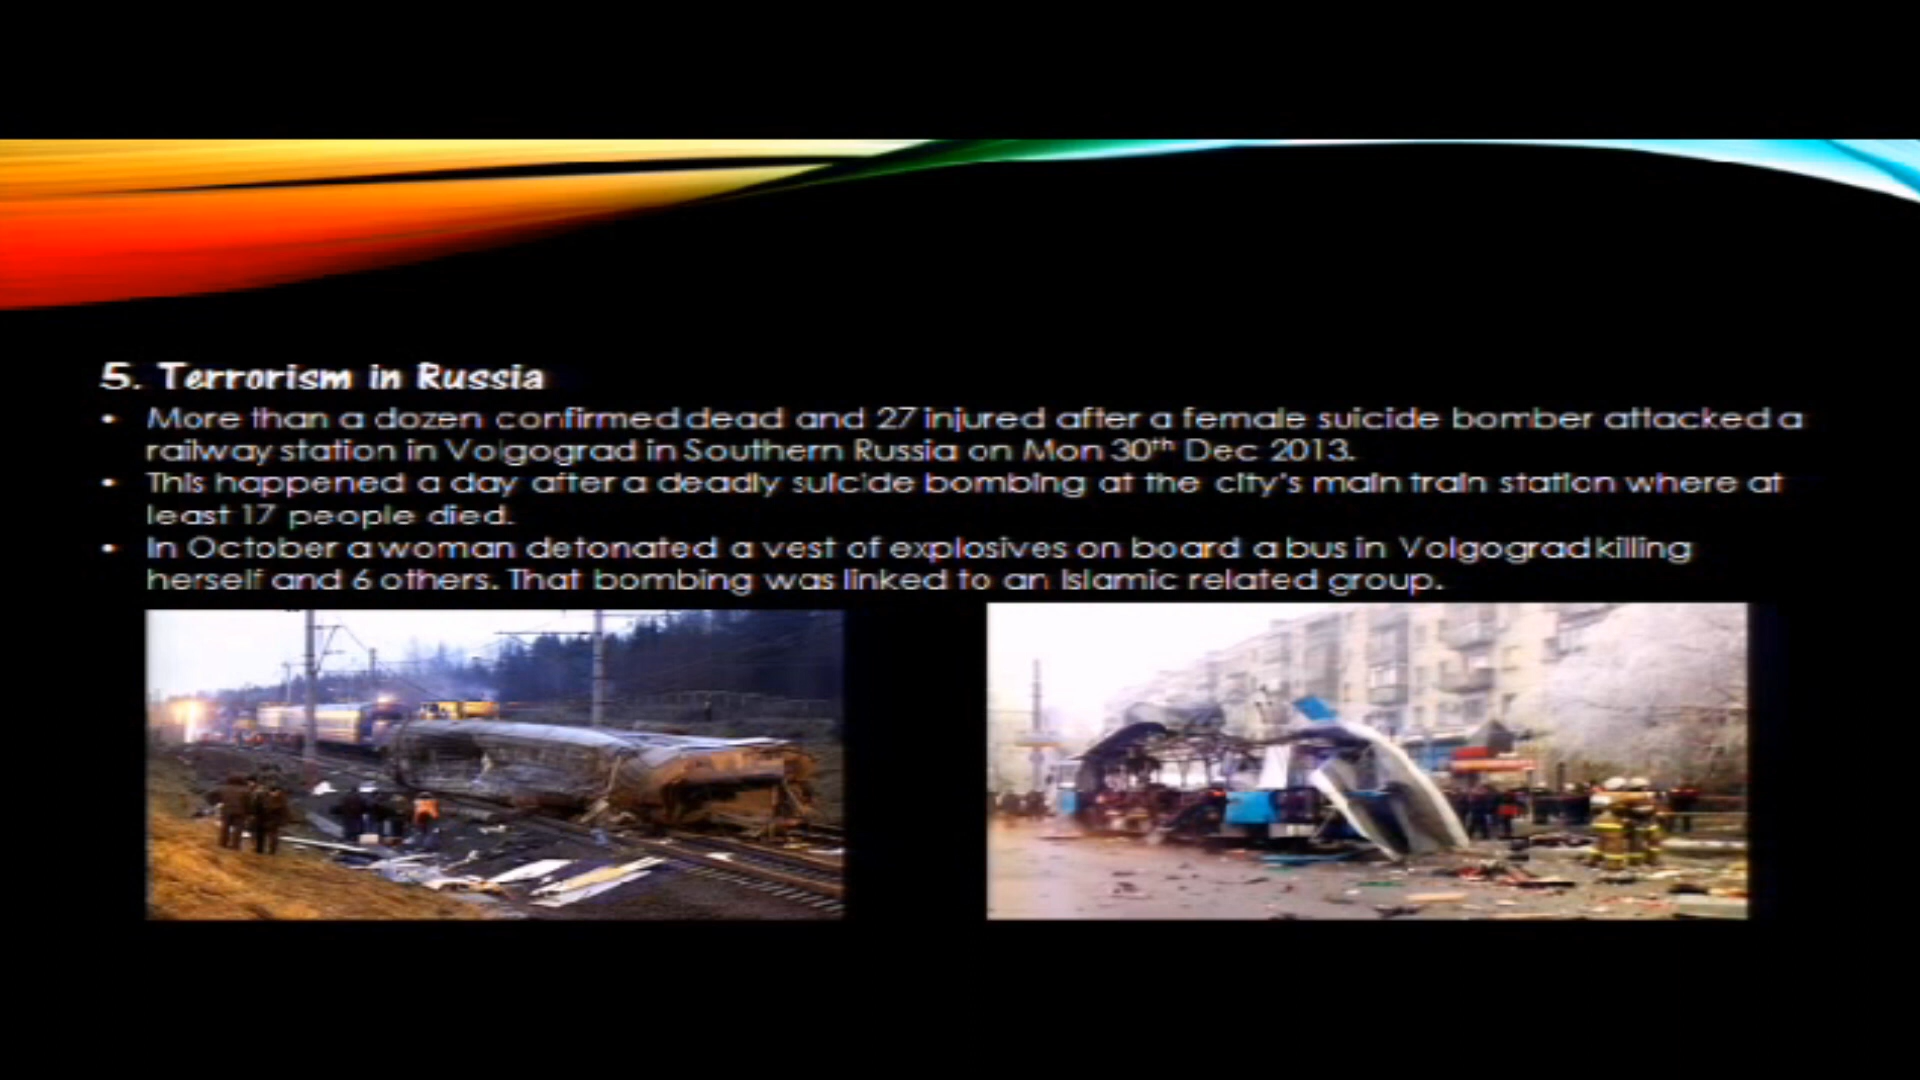 5. Terrorism in Russia
• More than a dozen confirmed dead and 27 injured after a female suicide bomber attacked a
railway station in Volgograd in Southern Russia on Mon 30th Dec 2013.
• This happened a day after a deadly suicide bombing at the city's main train station where at
least 17 people died.
• In October a woman detonated a vest of explosives on board a bus in Volgograd killing
herself and 6 others. That bombing was linked to an Islamic related group.